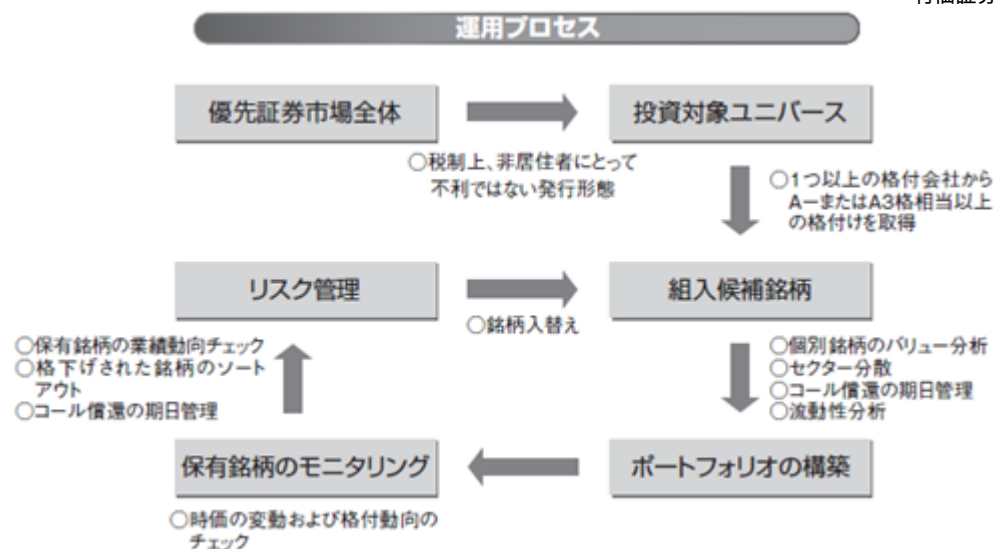 運用プロセス
優先証券市場全体
投資対象ユニバース
○税制上、非居住者にとって
不利ではない発行形態
○1つ以上の格付会社から
A−またはA3格相当以上
の格付けを取得
リスク管理
組入候補銘柄
○銘柄入替え
○保有銘柄の業績動向チェック
○格下げされた銘柄のソート
アウト
○コール償還の期日管理
○個別銘柄のバリュー分析
○セクター分散
○コール償還の期日管理
○流動性分析
保有銘柄のモニタリング
ポートフォリオの構築
○時価の変動および格付動向の
チェック